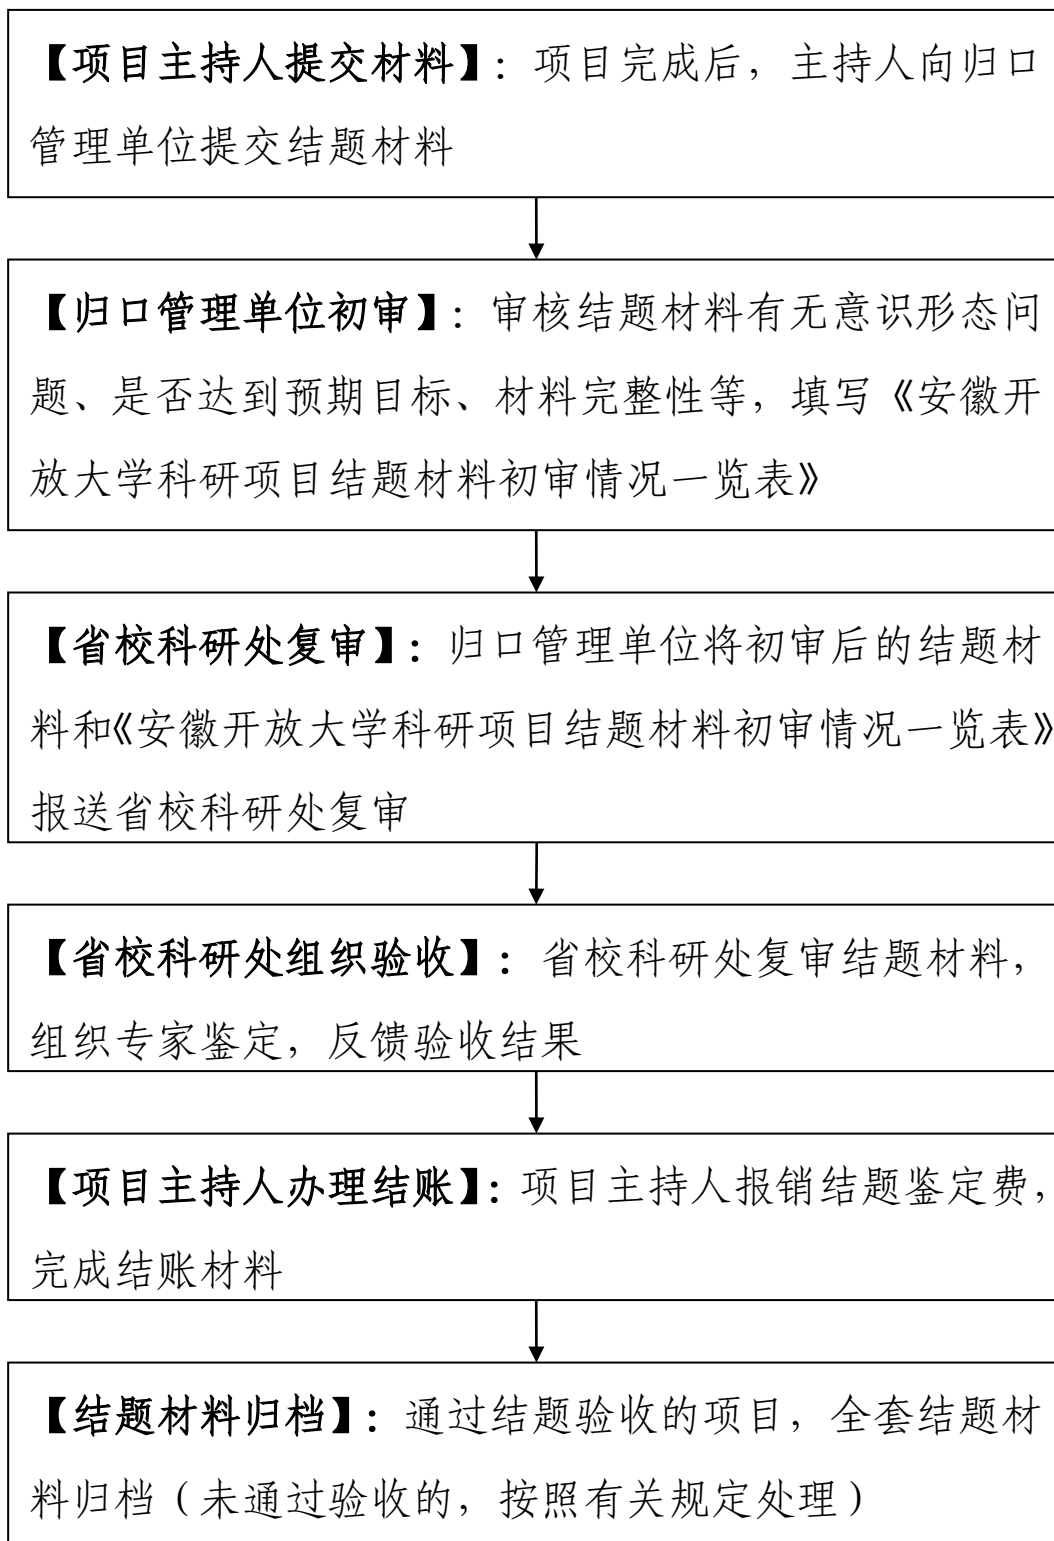 【项目主持人提交材料】：项目完成后，主持人向归口
管理单位提交结题材料
【归口管理单位初审】：审核结题材料有无意识形态问
题、是否达到预期目标、材料完整性等，填写《安徽开
放大学科研项目结题材料初审情况一览表》
【省校科研处复审】：归口管理单位将初审后的结题材
料和《安徽开放大学科研项目结题材料初审情况一览表》
报送省校科研处复审
【省校科研处组织验收】：省校科研处复审结题材料，
组织专家鉴定，反馈验收结果
【项目主持人办理结账】：项目主持人报销结题鉴定费，
完成结账材料
【结题材料归档】：通过结题验收的项目，全套结题材
料归档（未通过验收的，按照有关规定处理）